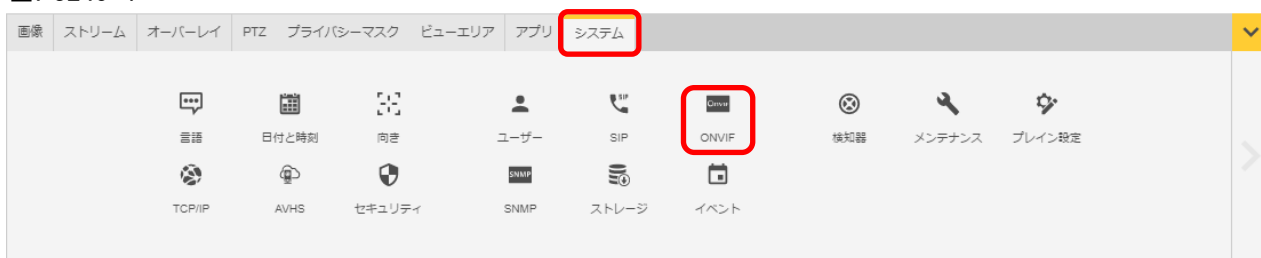 画像 ストリーム オーバーレイ PTZ プライバシーマスク ビューエリア アプリ システム
SIP Onvif
言語 日付と時刻 向き ユーザー SIP ONVIF 検知器 メンテナンス プレイン設定
SNMP
TCP/IP AVHS セキュリティ SNMP ストレージ イベント